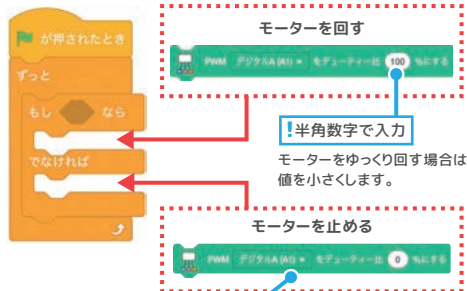 が押されたとき
ずっと
もし なら
でなければ
モーターを回す
PWM デジタルA (A1) をデューティー比 100 %にする
!半角数字で入力
モーターをゆっくり回す場合は
値を小さくします。
モーターを止める
PWM デジタルA (A1) をデューティー比 0 %にする